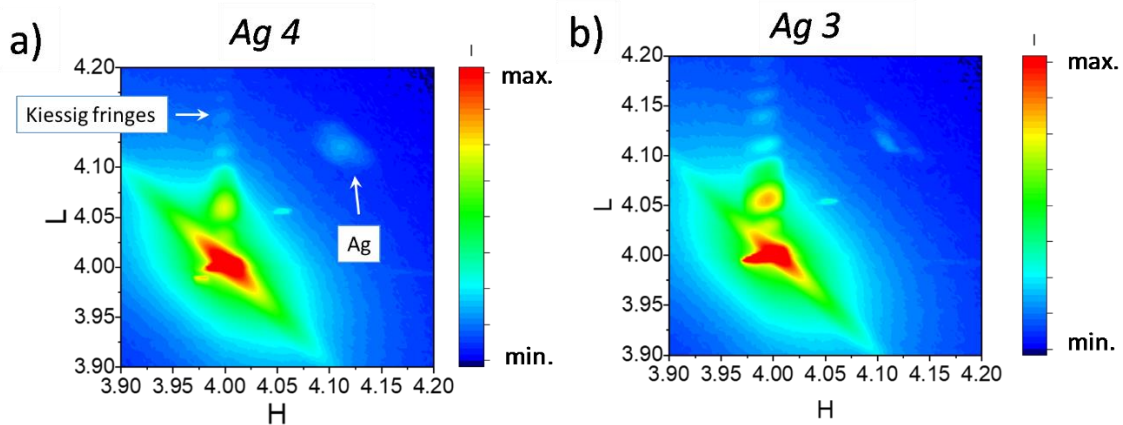 a)
Ag 4
I
max.
min.
4.20
4.15
4.10
4.05
4.00
3.95
3.90
L
Kiessig fringes
Ag
3.90 3.95 4.00 4.05 4.10 4.15 4.20
H
b)
Ag 3
I
max.
min.
4.20
4.15
4.10
4.05
4.00
3.95
3.90
L
3.90 3.95 4.00 4.05 4.10 4.15 4.20
H